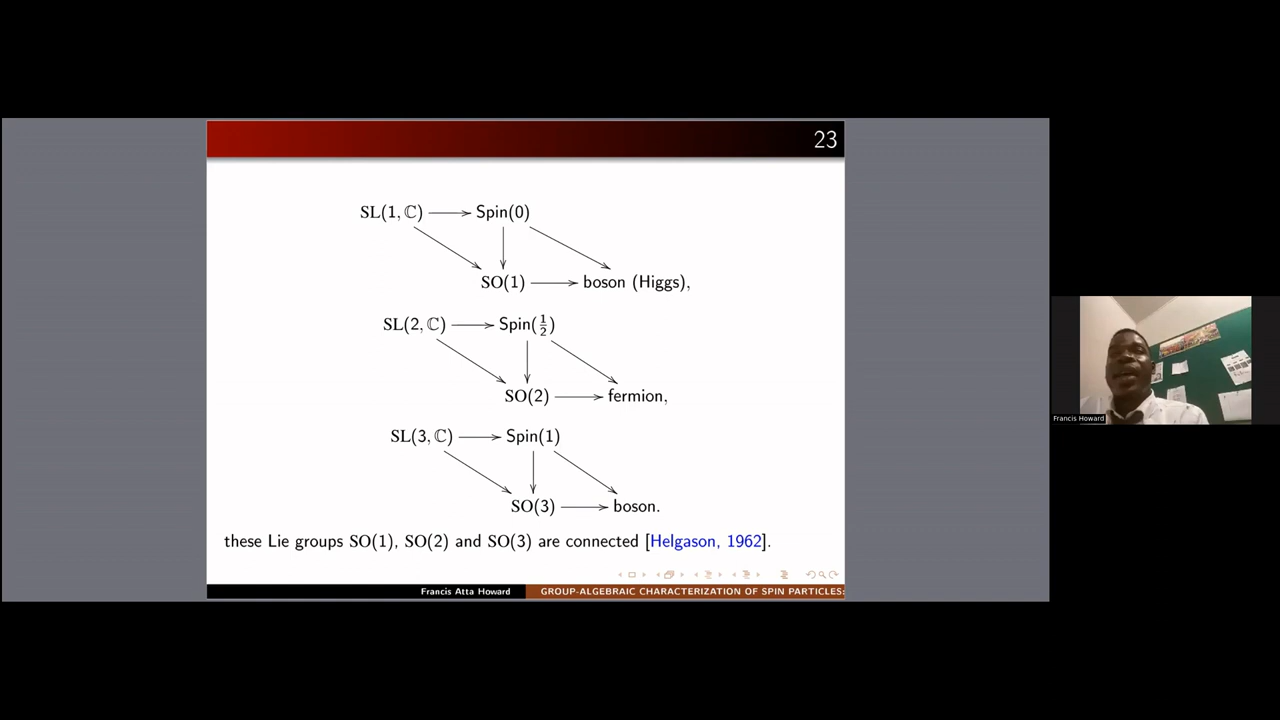 23
SL(1, ℂ) Spin(0)
SO(1) boson (Higgs),
SL(2, ℂ) Spin(1/2)
SO(2) fermion,
SL(3, ℂ) Spin(1)
SO(3) boson.
these Lie groups SO(1), SO(2) and SO(3) are connected [Helgason, 1962].
Francis Atta Howard GROUP-ALGEBRAIC CHARACTERIZATION OF SPIN PARTICLES:
Francis Howard